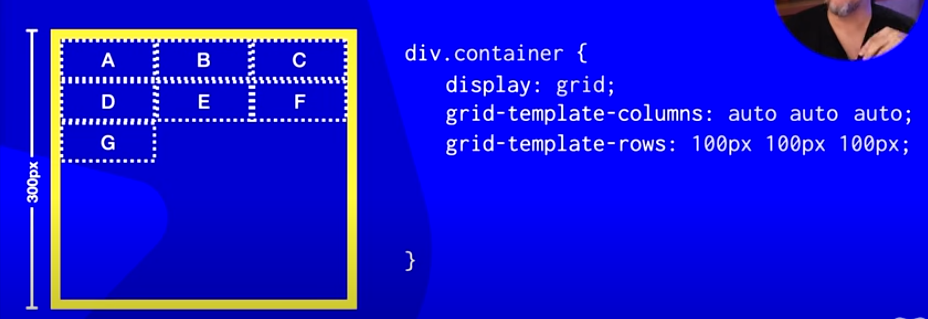 div.container {
display: grid;
grid-template-columns: auto auto auto;
grid-template-rows: 100px 100px 100px;
}
A B C
D E F
G
300px